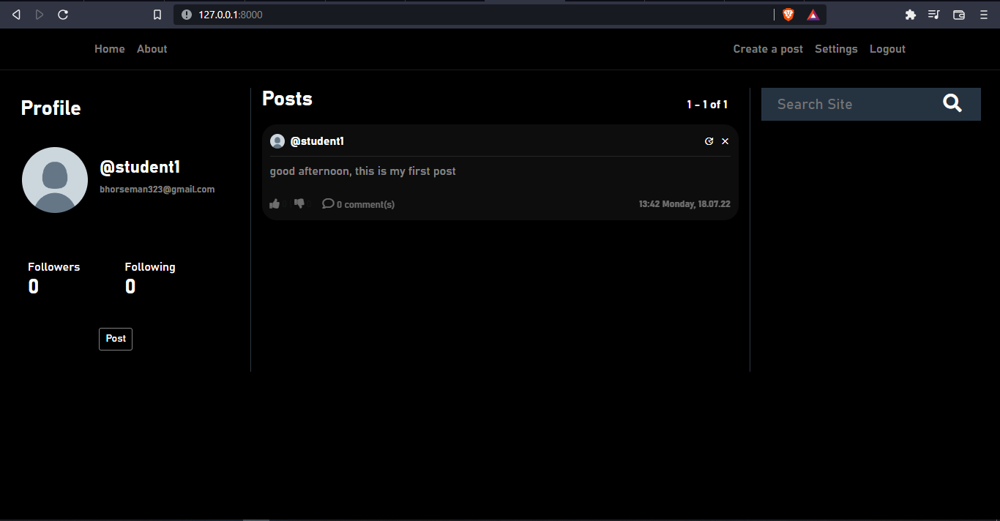 127.0.0.1:8000
Home About Create a post Settings Logout
Profile
@student1
bhorseman323@gmail.com
Followers Following
0 0
Post
Posts
1 - 1 of 1
@student1
good afternoon, this is my first post
0 comment(s) 13:42 Monday, 18.07.22
Search Site